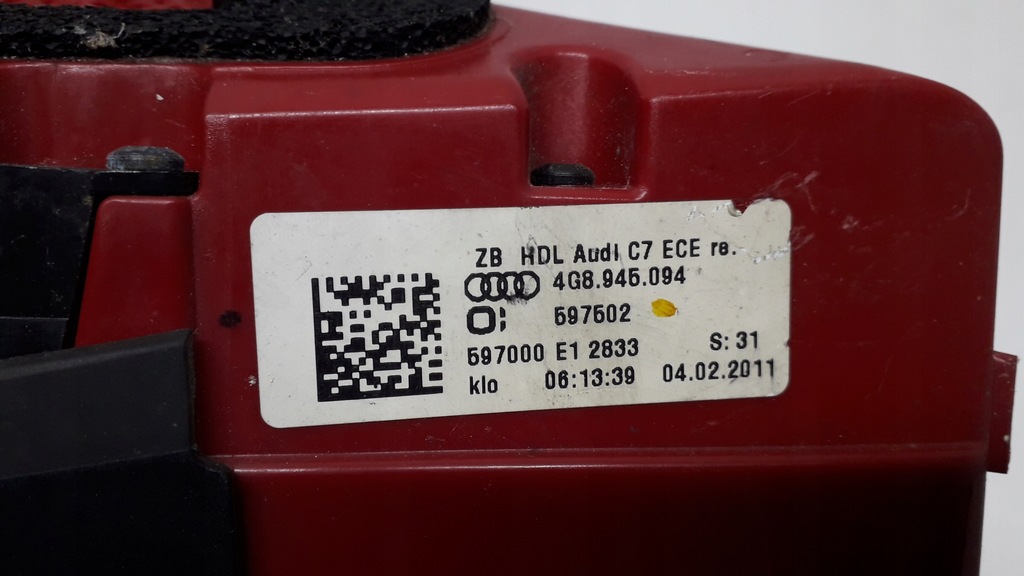 ZB HDL Audi C7 ECE re.
4G8.945.094
597502
597000 E1 2833 S: 31
klo 06:13:39 04.02.2011